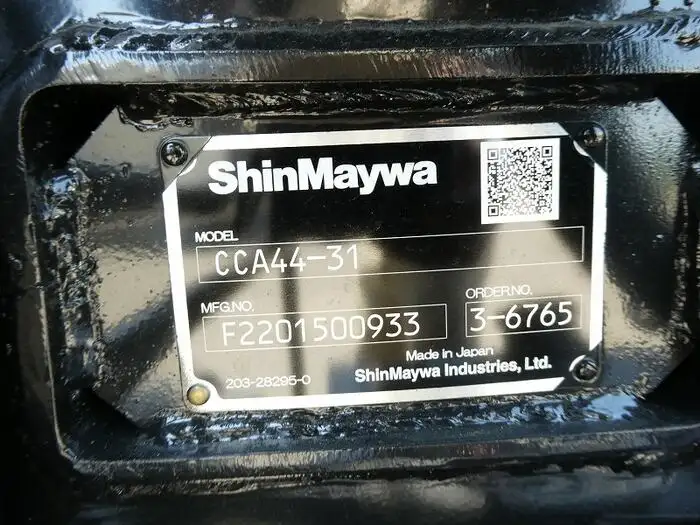 ShinMaywa
MODEL
CCA44-31
MFG.NO.
F2201500933
ORDER.NO.
3-6765
203-28295-0
Made in Japan
ShinMaywa Industries, Ltd.